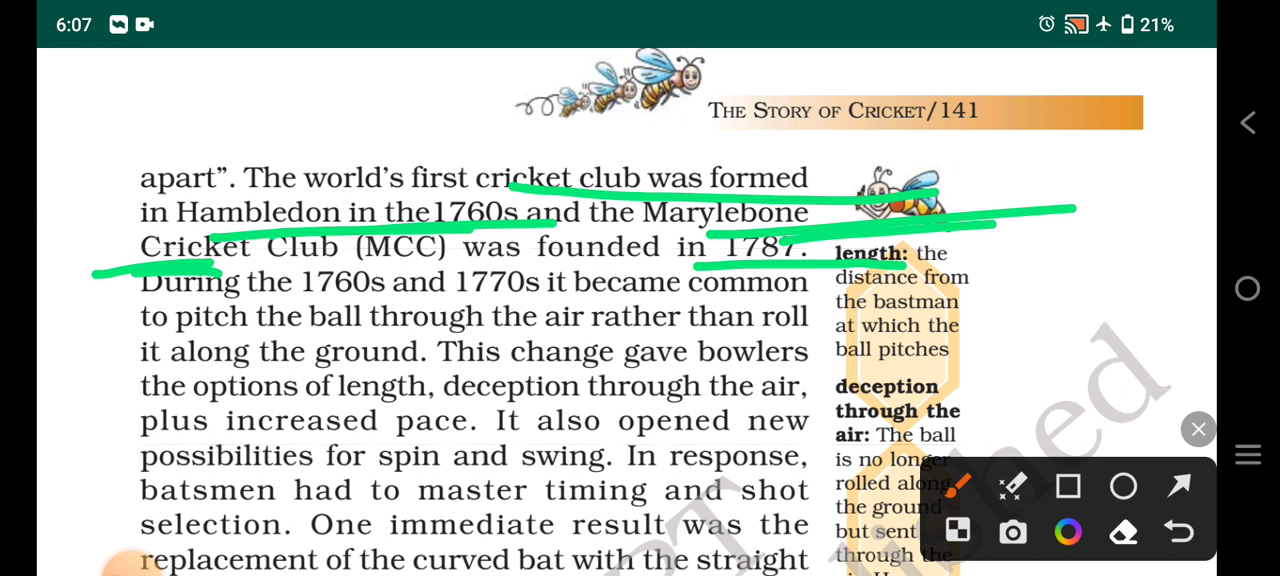 6:07
21%
THE STORY OF CRICKET/141
apart”. The world’s first cricket club was formed
in Hambledon in the1760s and the Marylebone
Cricket Club (MCC) was founded in 1787.
During the 1760s and 1770s it became common
to pitch the ball through the air rather than roll
it along the ground. This change gave bowlers
the options of length, deception through the air,
plus increased pace. It also opened new
possibilities for spin and swing. In response,
batsmen had to master timing and shot
selection. One immediate result was the
replacement of the curved bat with the straight
length: the
distance from
the bastman
at which the
ball pitches
deception
through the
air: The ball
is no longer
rolled along
the ground
but sent
through the